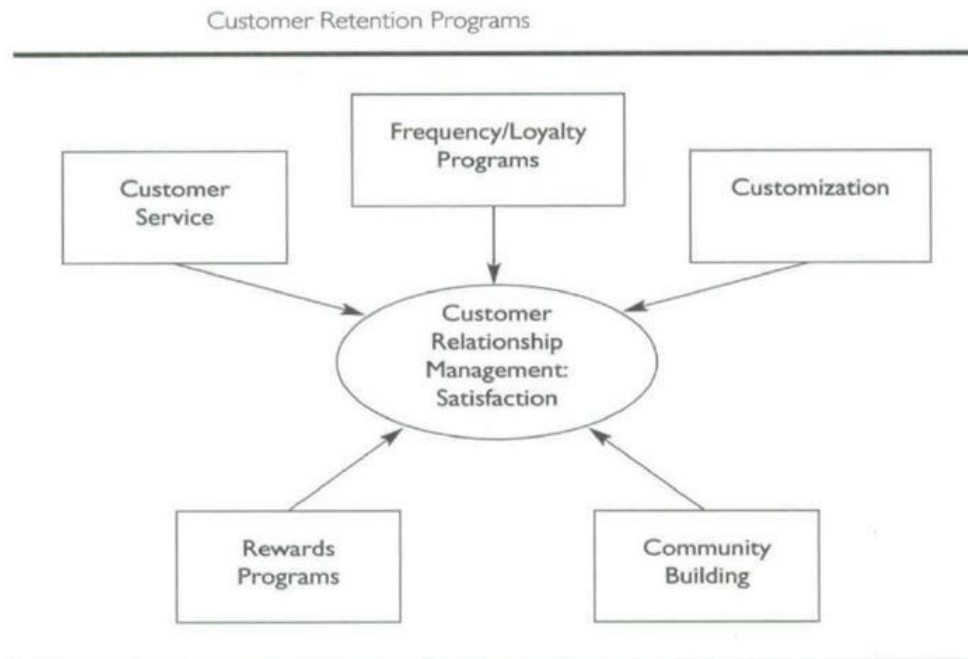 Customer Retention Programs
Frequency/Loyalty
Programs
Customer
Service
Customization
Customer
Relationship
Management:
Satisfaction
Rewards
Programs
Community
Building